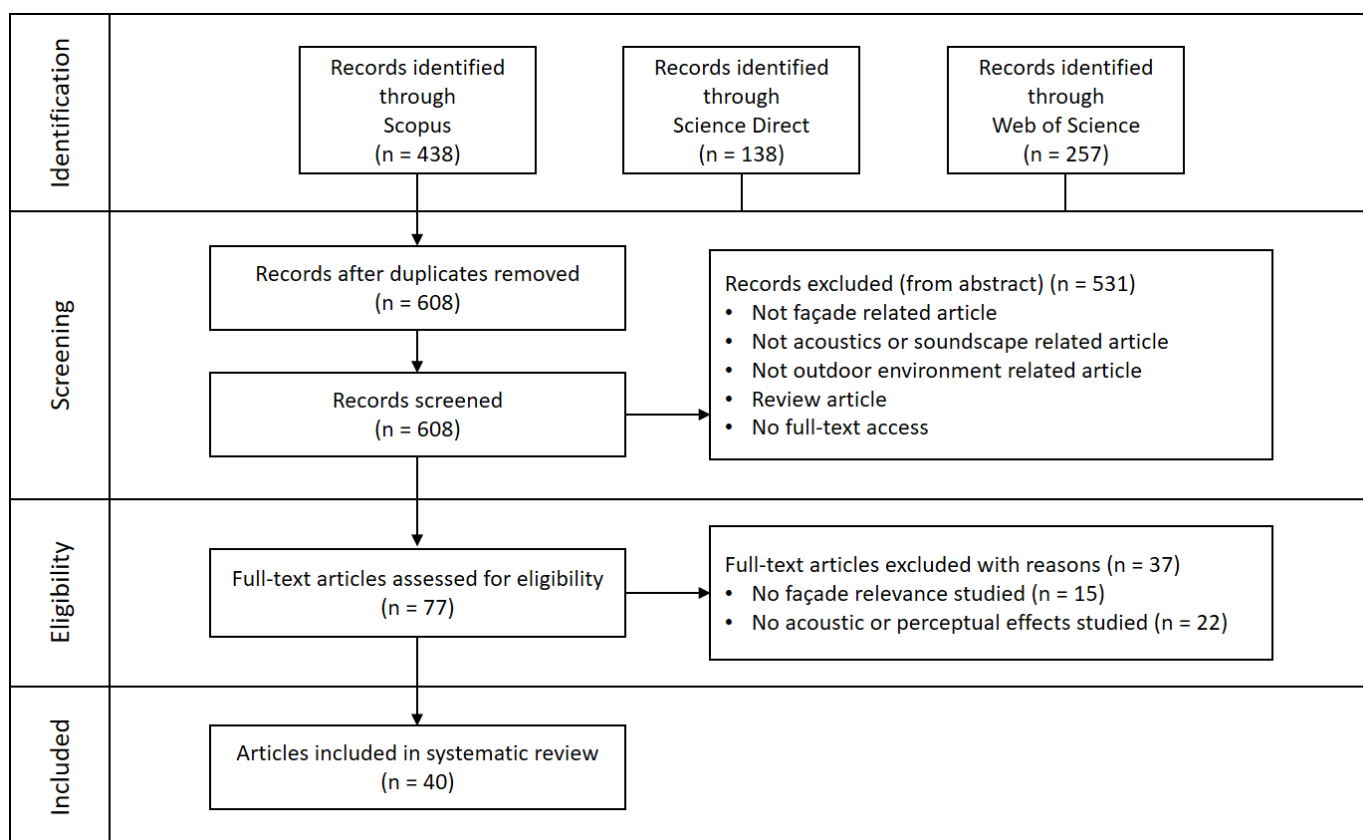 Identification
Records identified
through
Scopus
(n = 438)
Records identified
through
Science Direct
(n = 138)
Records identified
through
Web of Science
(n = 257)
Screening
Records after duplicates removed
(n = 608)
Records screened
(n = 608)
Records excluded (from abstract) (n = 531)
• Not façade related article
• Not acoustics or soundscape related article
• Not outdoor environment related article
• Review article
• No full-text access
Eligibility
Full-text articles assessed for eligibility
(n = 77)
Full-text articles excluded with reasons (n = 37)
• No façade relevance studied (n = 15)
• No acoustic or perceptual effects studied (n = 22)
Included
Articles included in systematic review
(n = 40)